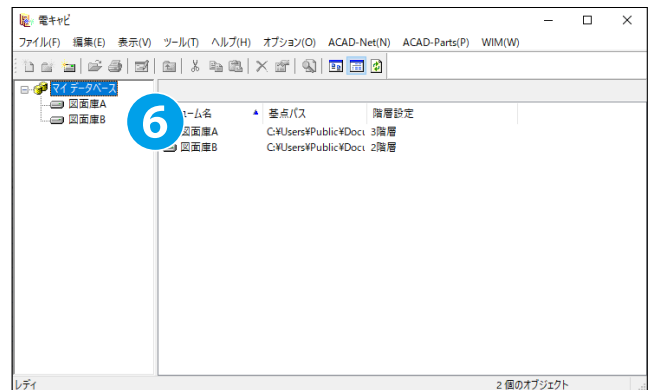 電キャビ
ファイル(F) 編集(E) 表示(V) ツール(T) ヘルプ(H) オプション(O) ACAD-Net(N) ACAD-Parts(P) WIM(W)
マイ データベース
図面庫A
図面庫B
6
ューム名 基点パス 階層設定
図面庫A C:¥Users¥Public¥Docu 3階層
図面庫B C:¥Users¥Public¥Docu 2階層
レディ 2 個のオブジェクト